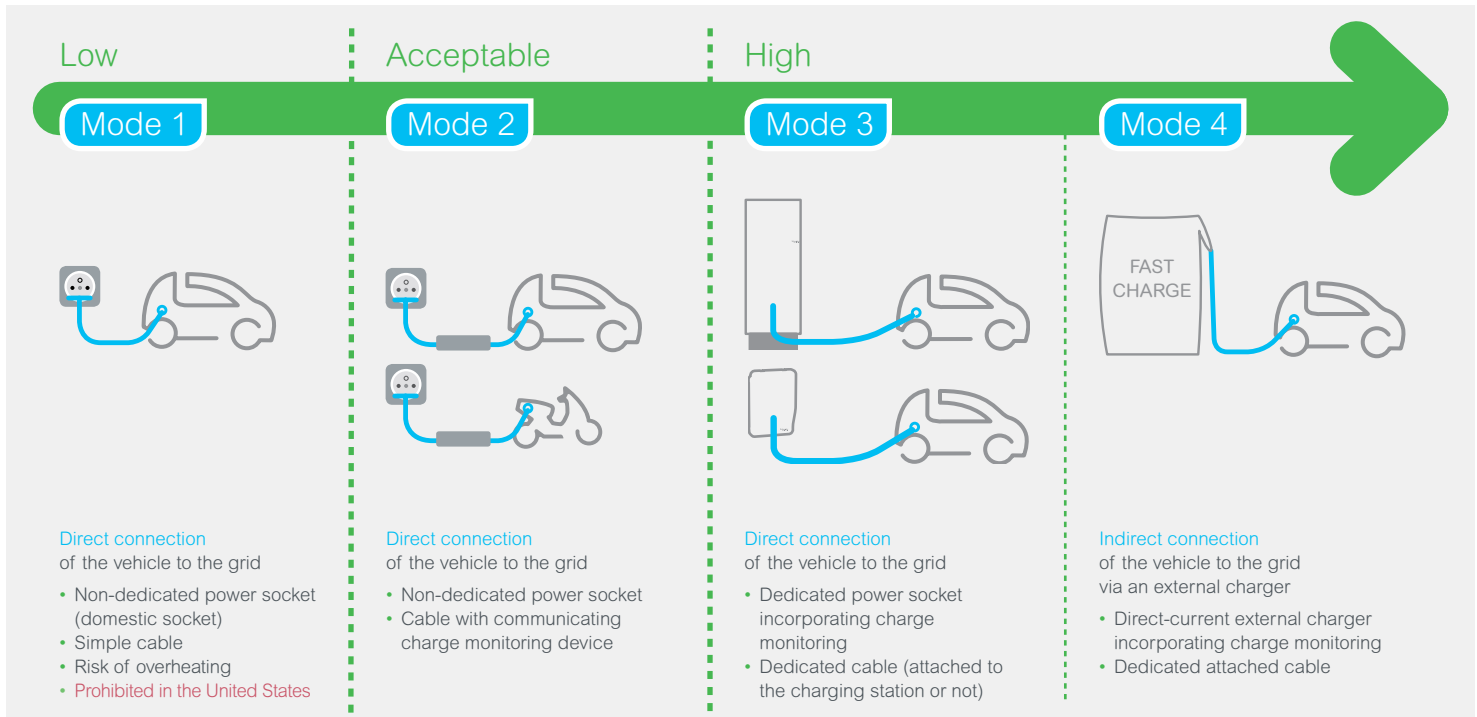 Low
Acceptable
High
Mode 1
Mode 2
Mode 3
Mode 4
FAST
CHARGE
Direct connection
of the vehicle to the grid
• Non-dedicated power socket
(domestic socket)
• Simple cable
• Risk of overheating
• Prohibited in the United States
Direct connection
of the vehicle to the grid
• Non-dedicated power socket
• Cable with communicating
charge monitoring device
Direct connection
of the vehicle to the grid
• Dedicated power socket
incorporating charge
monitoring
• Dedicated cable (attached to
the charging station or not)
Indirect connection
of the vehicle to the grid
via an external charger
• Direct-current external charger
incorporating charge monitoring
• Dedicated attached cable